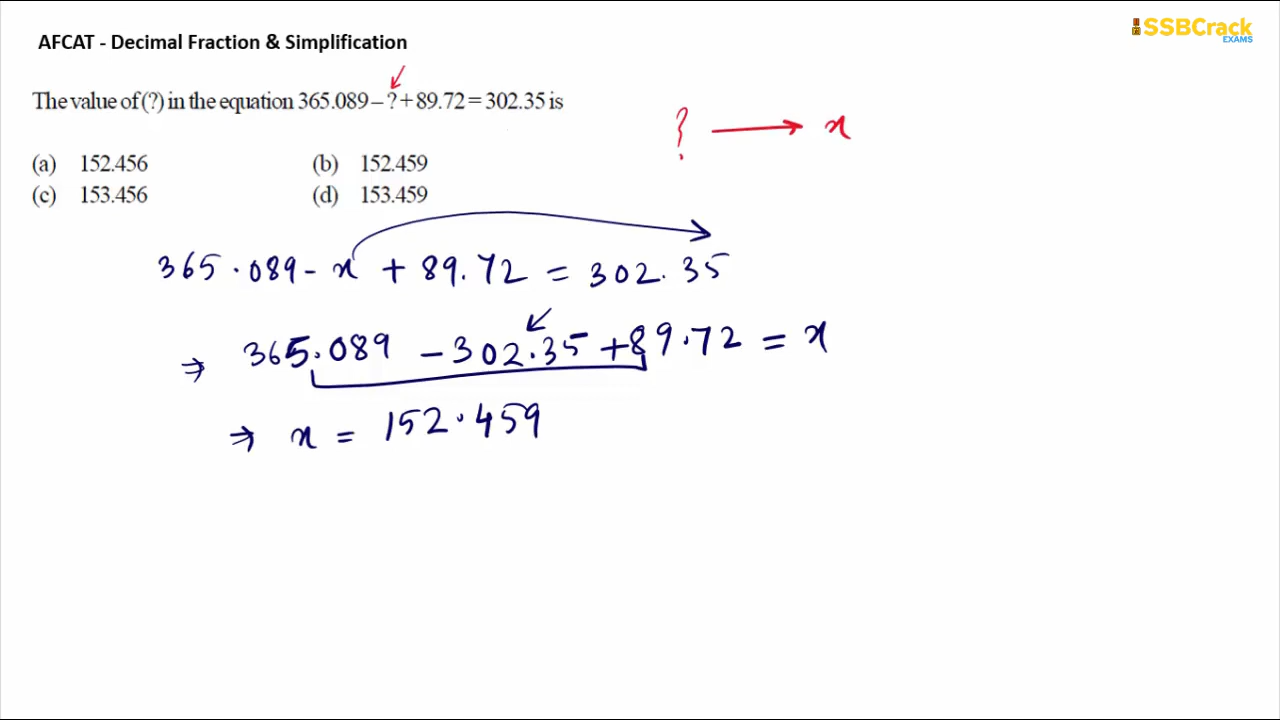 SSBCrack
EXAMS
AFCAT - Decimal Fraction & Simplification
The value of (?) in the equation 365.089 – ? + 89.72 = 302.35 is
? → x
(a) 152.456 (b) 152.459
(c) 153.456 (d) 153.459
365.089 - x + 89.72 = 302.35
⇒ 365.089 - 302.35 + 89.72 = x
⇒ x = 152.459